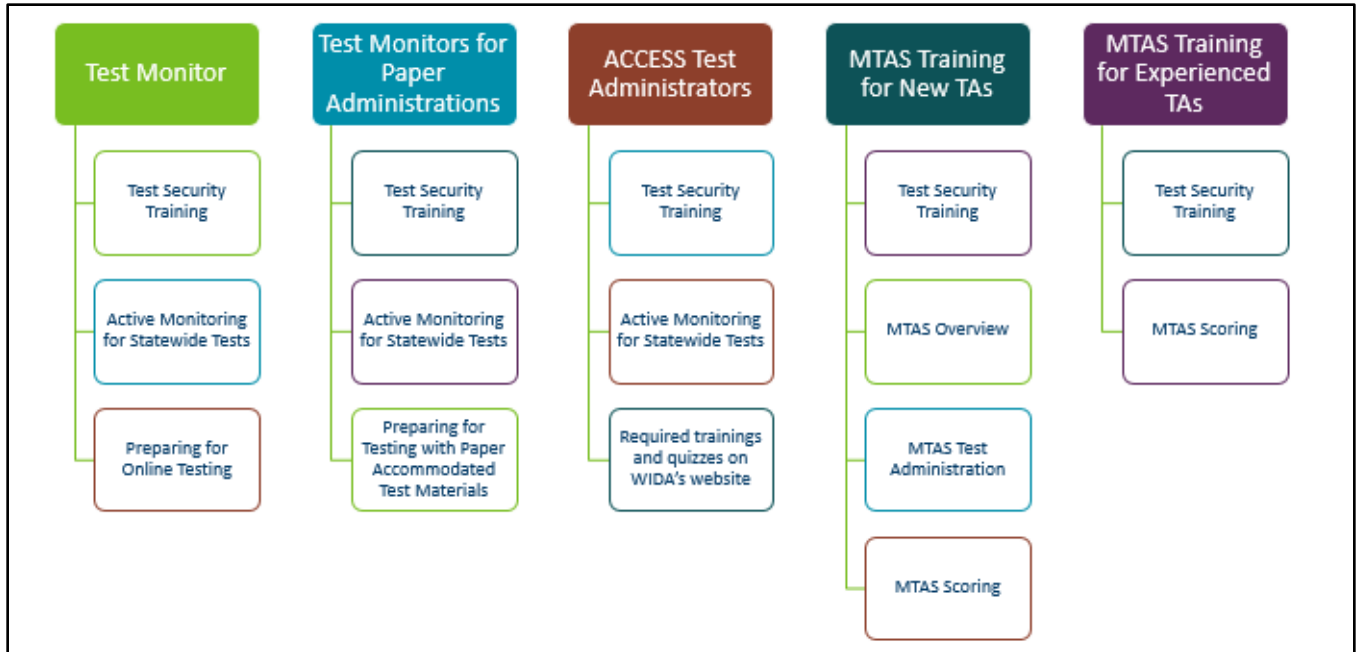 Test Monitor
Test Security
Training
Active Monitoring
for Statewide Tests
Preparing for
Online Testing
Test Monitors for
Paper
Administrations
Test Security
Training
Active Monitoring
for Statewide Tests
Preparing for
Testing with Paper
Accommodated
Test Materials
ACCESS Test
Administrators
Test Security
Training
Active Monitoring
for Statewide Tests
Required trainings
and quizzes on
WIDA's website
MTAS Training
for New TAs
Test Security
Training
MTAS Overview
MTAS Test
Administration
MTAS Scoring
MTAS Training
for Experienced
TAs
Test Security
Training
MTAS Scoring